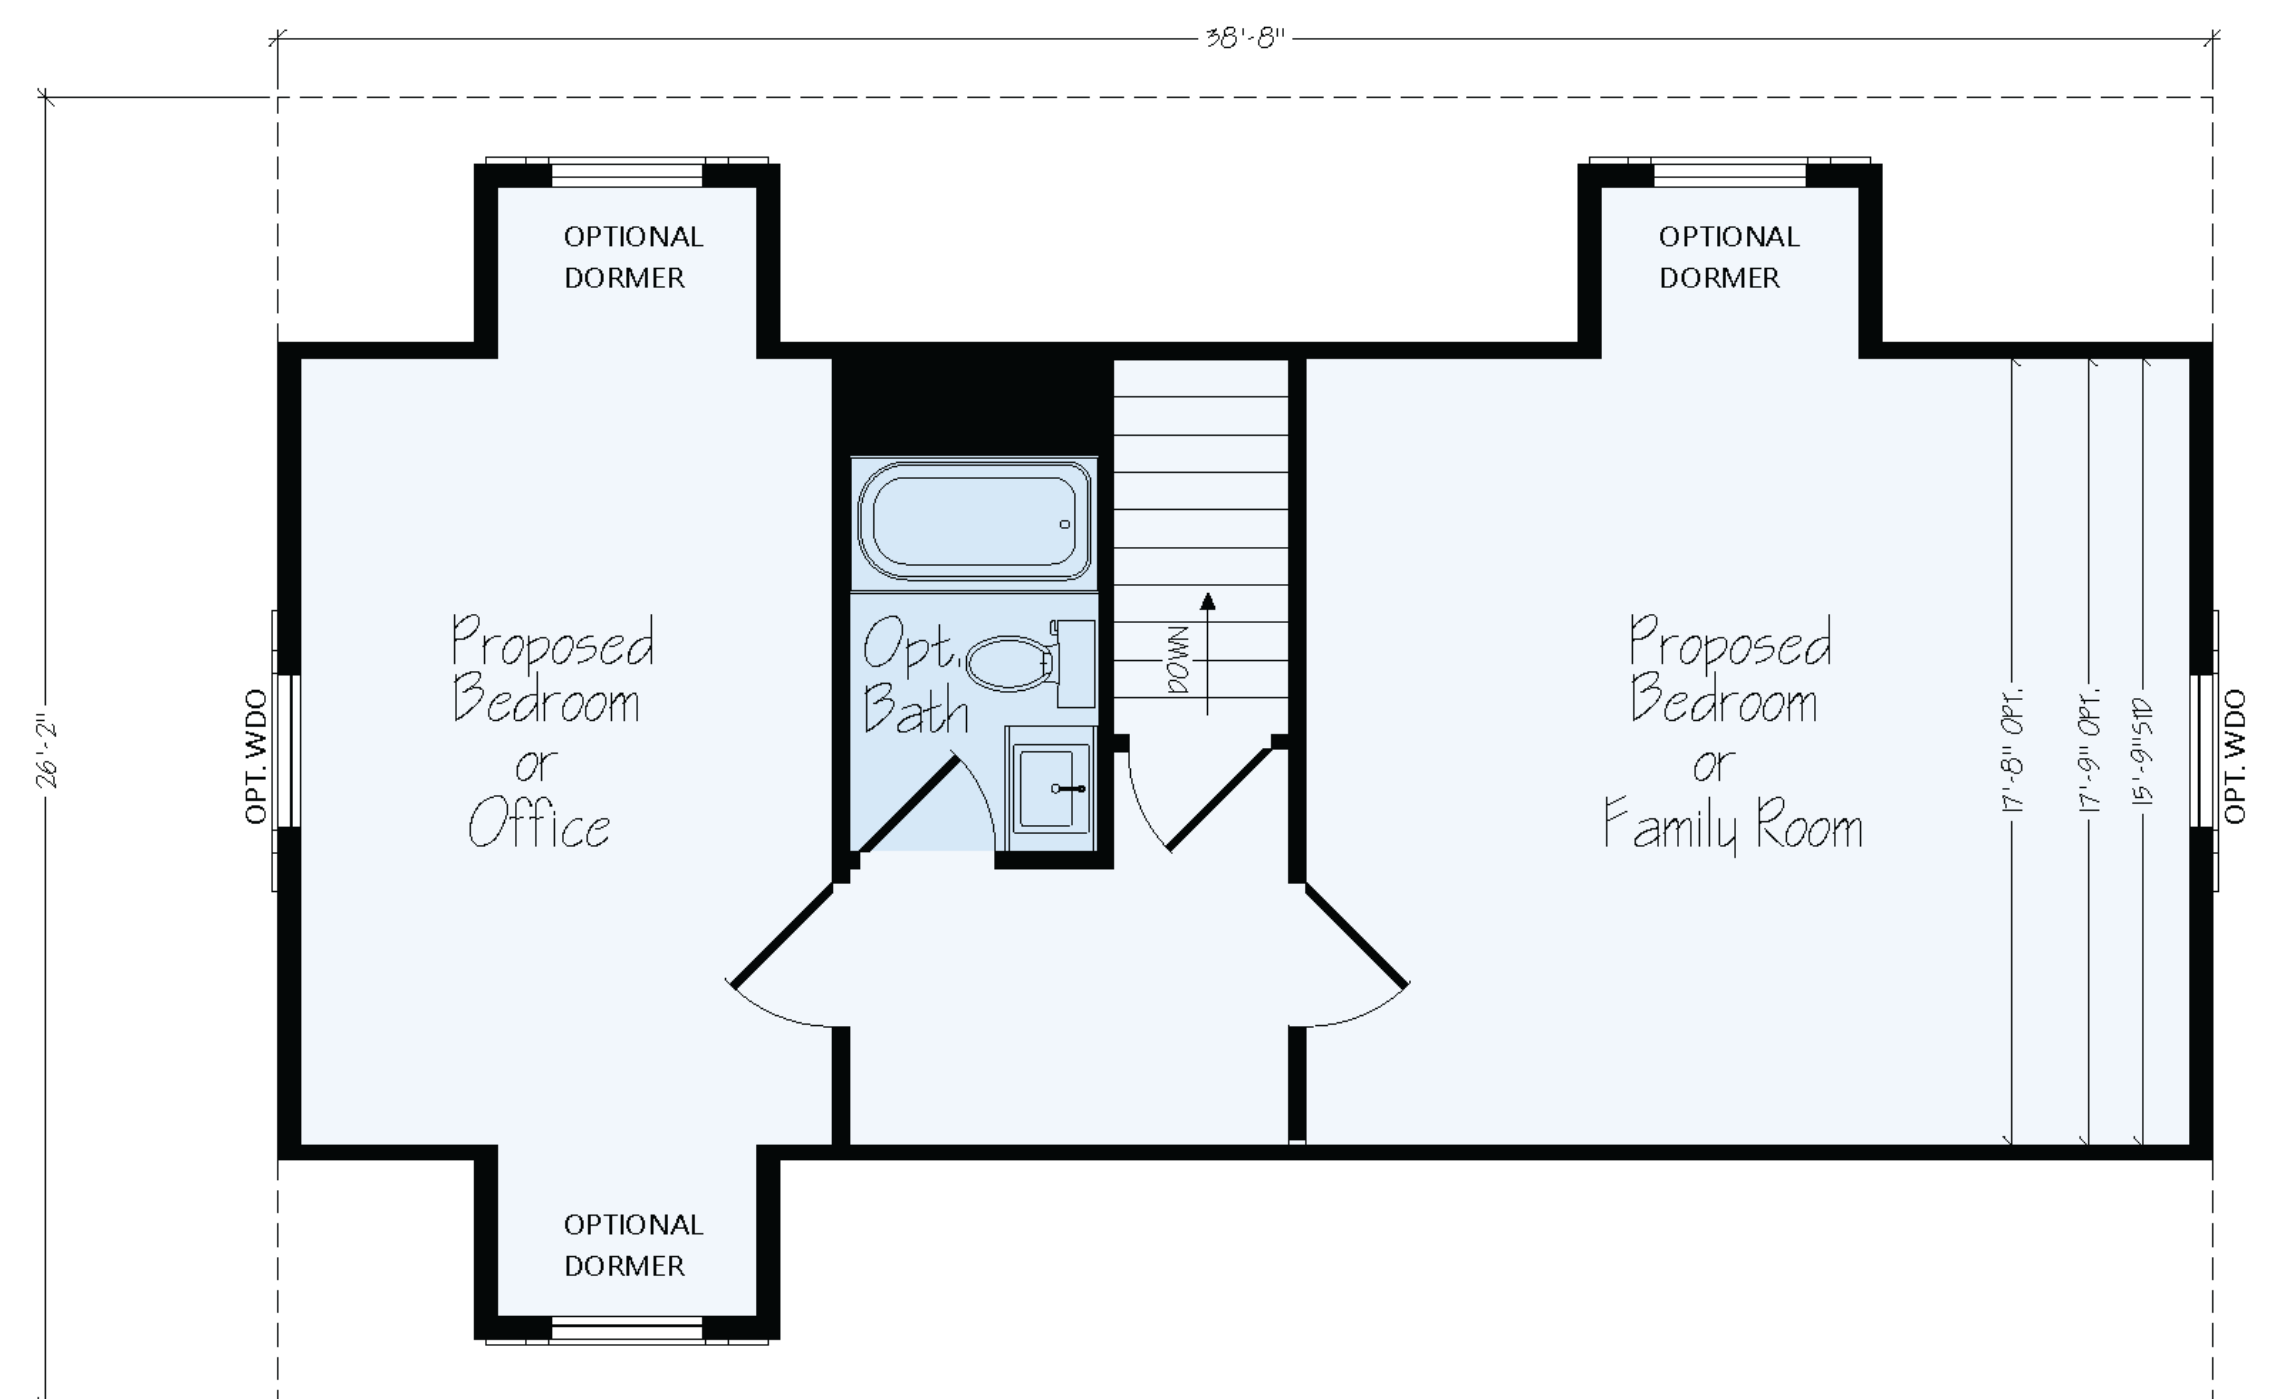 38'-8"
OPTIONAL
DORMER
OPTIONAL
DORMER
Proposed
Bedroom
or
Office
Opt.
Bath
DOWN
Proposed
Bedroom
or
Family Room
17'-8" OPT.
17'-9" OPT.
15'-9"STD
OPT. WDO
OPT. WDO
26'-2"
OPTIONAL
DORMER